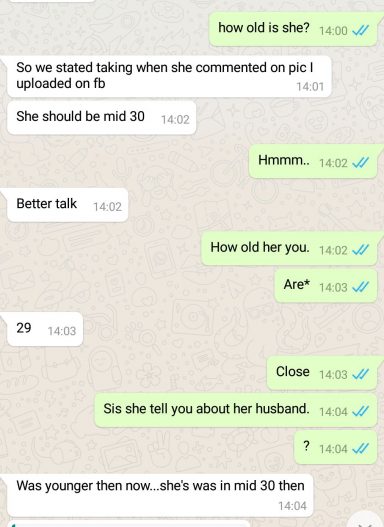 how old is she? 14:00
So we stated taking when she commented on pic I
uploaded on fb 14:01
She should be mid 30 14:02
Hmmm.. 14:02
Better talk 14:02
How old her you. 14:02
Are* 14:03
29 14:03
Close 14:03
Sis she tell you about her husband. 14:04
? 14:04
Was younger then now...she's was in mid 30 then
14:04